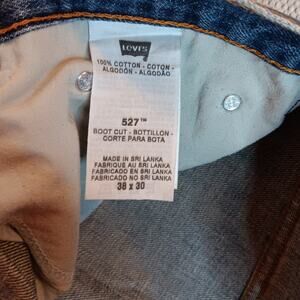 LEVI'S
100% COTTON - COTON -
ALGODÓN - ALGODÃO
527™
BOOT CUT - BOTTILLON -
CORTE PARA BOTA
MADE IN SRI LANKA
FABRIQUE AU SRI LANKA
FABRICADO EN SRI LANKA
FABRICADO NO SRI LANKA
38 x 30